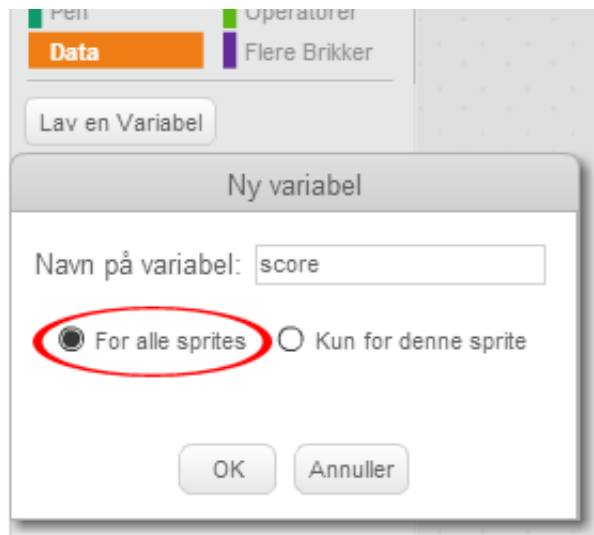 Pen Operatorer
Data Flere Brikker
Lav en Variabel
Ny variabel
Navn på variabel: score
For alle sprites Kun for denne sprite
OK Annuller